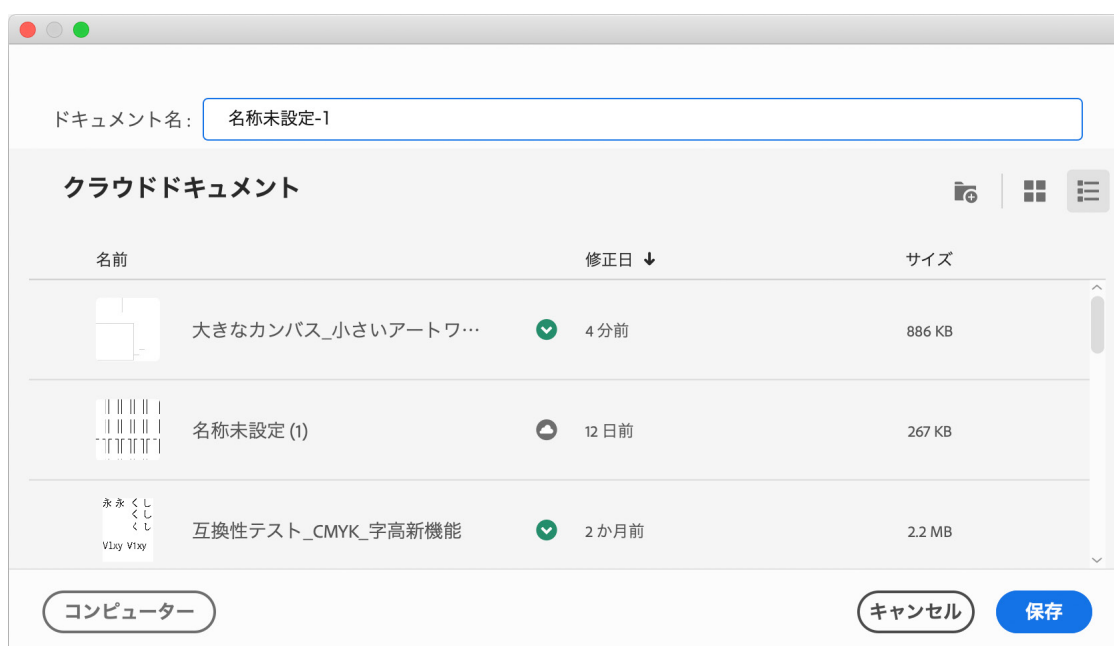 ドキュメント名: 名称未設定-1
クラウドドキュメント
名前 修正日 サイズ
大きなカンバス_小さいアートワ… 4 分前 886 KB
名称未設定 (1) 12 日前 267 KB
永 永 く し
く し
く し
V1xy V1xy
互換性テスト_CMYK_字高新機能 2 か月前 2.2 MB
コンピューター キャンセル 保存